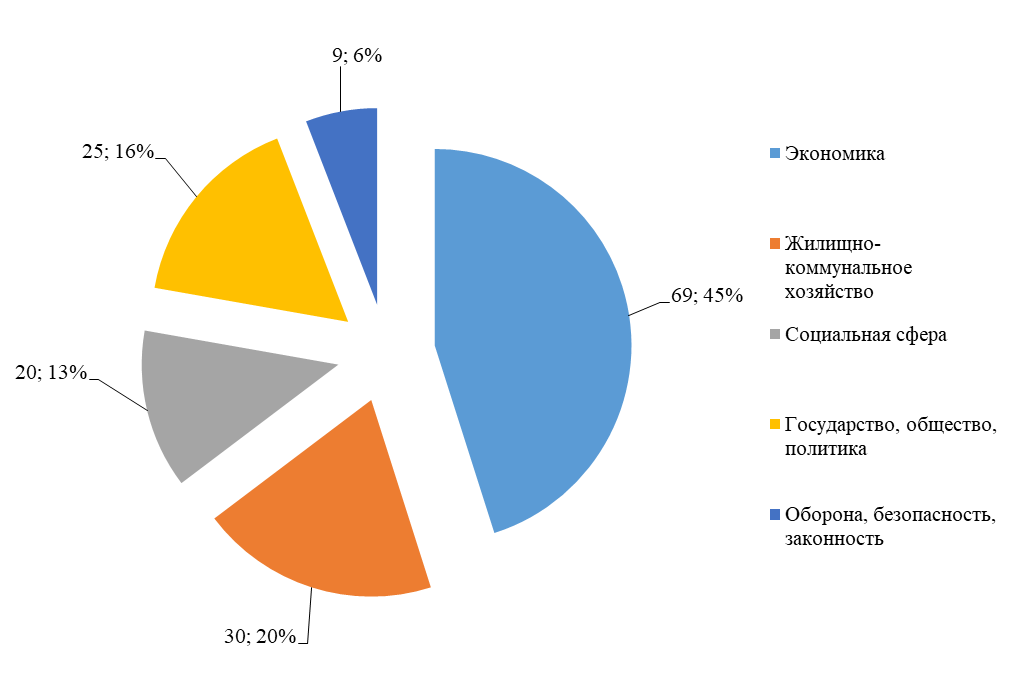 9; 6%
25; 16%
69; 45%
20; 13%
30; 20%
Экономика
Жилищно-
коммунальное
хозяйство
Социальная сфера
Государство, общество,
политика
Оборона, безопасность,
законность